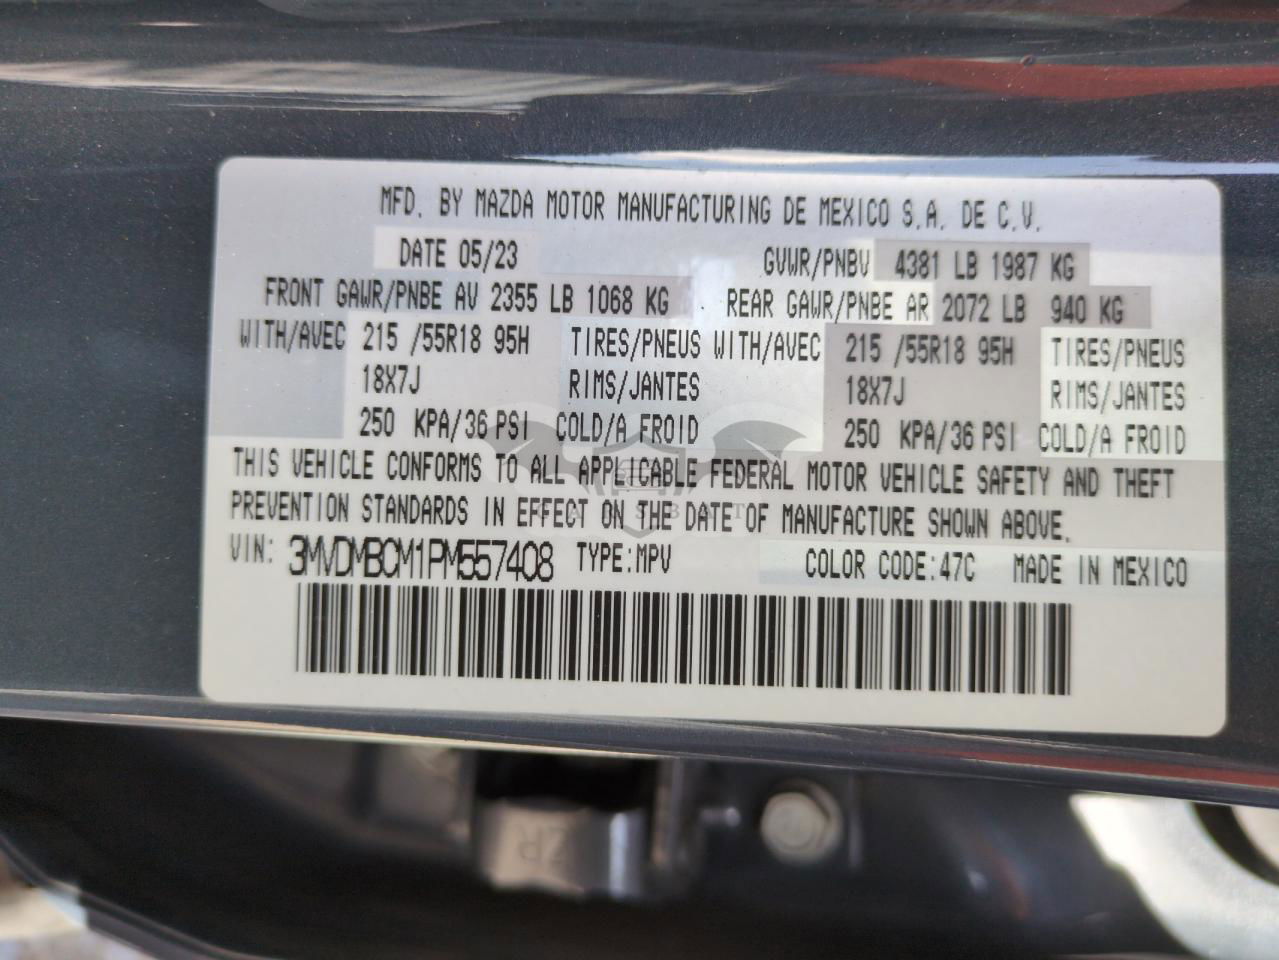 MFD. BY MAZDA MOTOR MANUFACTURING DE MEXICO S.A. DE C.V.
DATE 05/23 GVWR/PNBV 4381 LB 1987 KG
FRONT GAWR/PNBE AV 2355 LB 1068 KG REAR GAWR/PNBE AR 2072 LB 940 KG
WITH/AVEC 215 /55R18 95H TIRES/PNEUS WITH/AVEC 215 /55R18 95H TIRES/PNEUS
18X7J RIMS/JANTES 18X7J RIMS/JANTES
250 KPA/36 PSI COLD/A FROID 250 KPA/36 PSI COLD/A FROID
THIS VEHICLE CONFORMS TO ALL APPLICABLE FEDERAL MOTOR VEHICLE SAFETY AND THEFT
PREVENTION STANDARDS IN EFFECT ON THE DATE OF MANUFACTURE SHOWN ABOVE.
VIN: 3MVDMBCM1PM557408 TYPE:MPV COLOR CODE:47C MADE IN MEXICO